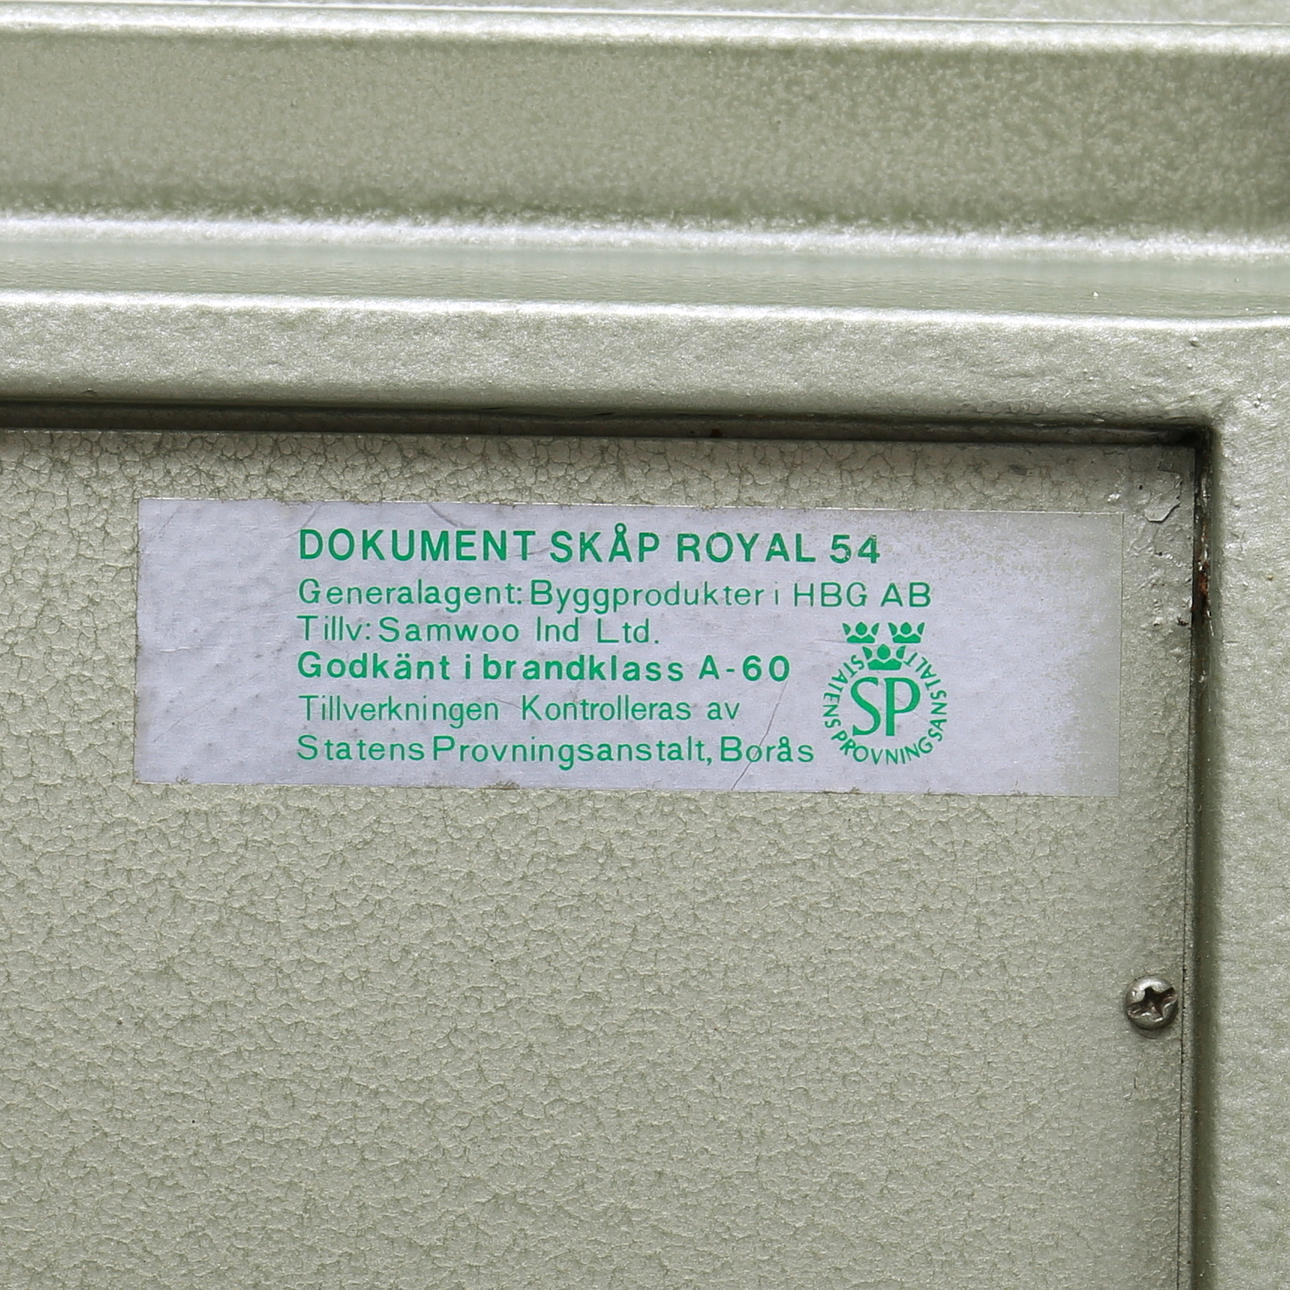 DOKUMENT SKÅP ROYAL 54
Generalagent: Byggprodukter i HBG AB
Tillv: Samwoo Ind Ltd.
Godkänt i brandklass A-60
Tillverkningen Kontrolleras av
Statens Provningsanstalt, Borås
STATENS PROVNINGSANSTALT
SP